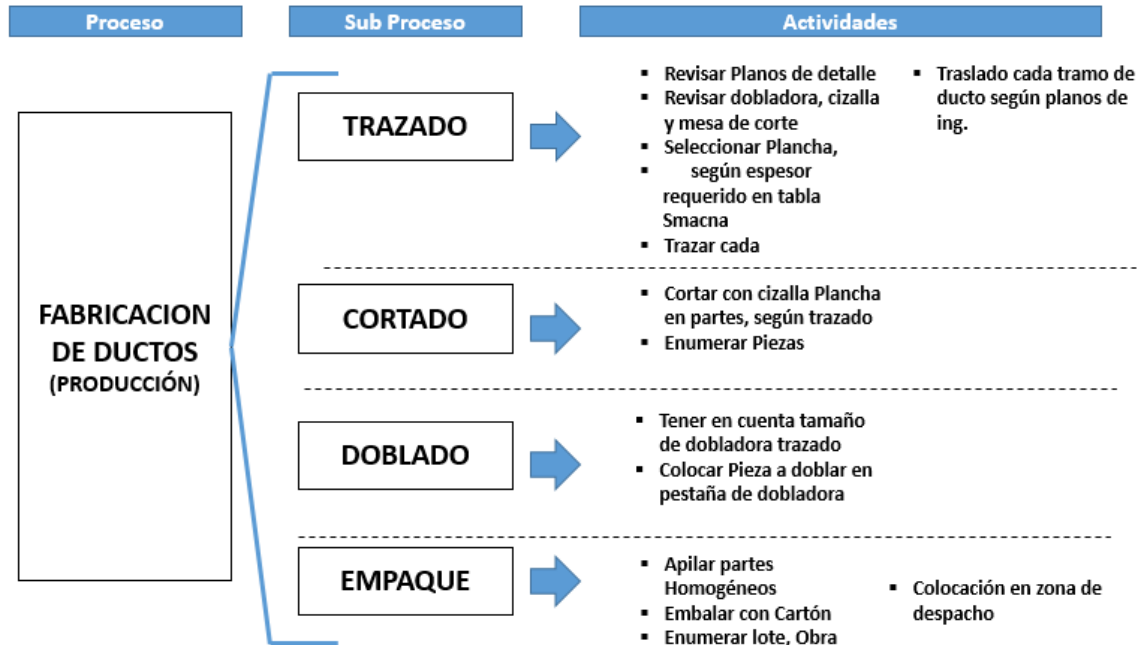 Proceso
Sub Proceso
Actividades
FABRICACION
DE DUCTOS
(PRODUCCIÓN)
TRAZADO
▪ Revisar Planos de detalle
▪ Revisar dobladora, cizalla
y mesa de corte
▪ Seleccionar Plancha,
▪ según espesor
requerido en tabla
Smacna
▪ Trazar cada
▪ Traslado cada tramo de
ducto según planos de
ing.
CORTADO
▪ Cortar con cizalla Plancha
en partes, según trazado
▪ Enumerar Piezas
DOBLADO
▪ Tener en cuenta tamaño
de dobladora trazado
▪ Colocar Pieza a doblar en
pestaña de dobladora
EMPAQUE
▪ Apilar partes
Homogéneos
▪ Embalar con Cartón
▪ Enumerar lote, Obra
▪ Colocación en zona de
despacho